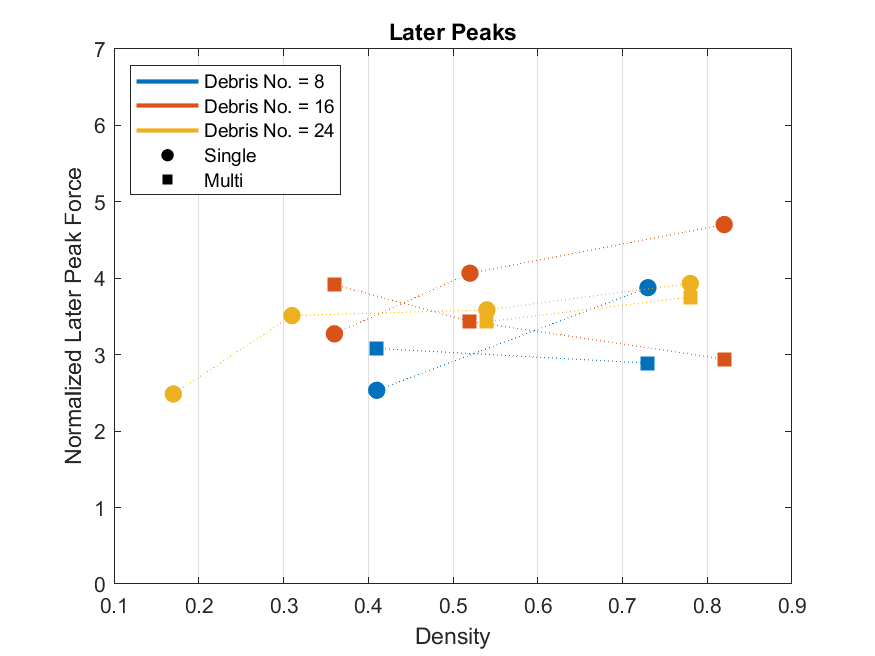 Later Peaks
7
6
5
4
3
2
1
0
Normalized Later Peak Force
Debris No. = 8
Debris No. = 16
Debris No. = 24
Single
Multi
0.1 0.2 0.3 0.4 0.5 0.6 0.7 0.8 0.9
Density